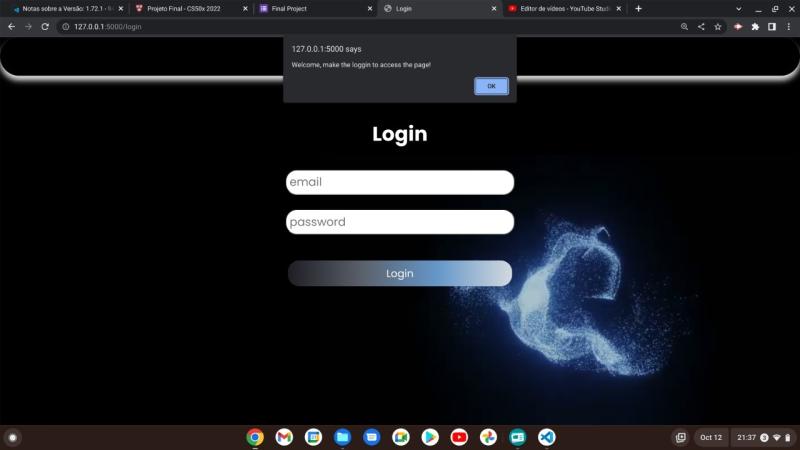 Notas sobre a Versão: 1.72.1 -
Projeto Final - CS50x 2022
Final Project
Login
Editor de vídeos - YouTube Studi
127.0.0.1:5000/login
127.0.0.1:5000 says
Welcome, make the loggin to access the page!
OK
Login
email
password
Login
Oct 12
21:37
3